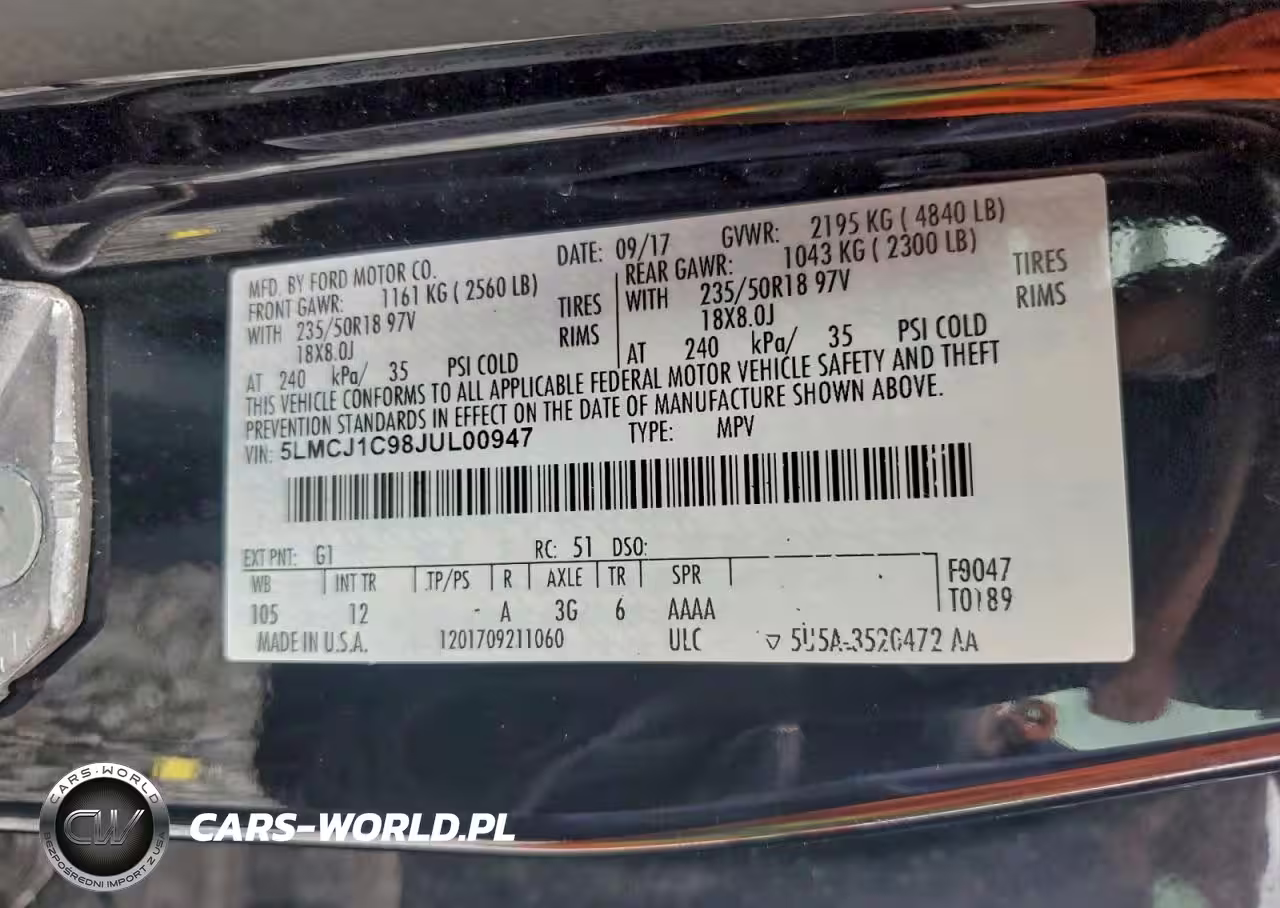 MFD. BY FORD MOTOR CO. DATE: 09/17 GVWR: 2195 KG ( 4840 LB)
FRONT GAWR: 1161 KG ( 2560 LB) REAR GAWR: 1043 KG ( 2300 LB)
WITH 235/50R18 97V TIRES WITH 235/50R18 97V TIRES
18X8.0J RIMS 18X8.0J RIMS
AT 240 kPa/ 35 PSI COLD AT 240 kPa/ 35 PSI COLD
THIS VEHICLE CONFORMS TO ALL APPLICABLE FEDERAL MOTOR VEHICLE SAFETY AND THEFT
PREVENTION STANDARDS IN EFFECT ON THE DATE OF MANUFACTURE SHOWN ABOVE.
VIN: 5LMCJ1C98JUL00947 TYPE: MPV
EXT PNT: G1 RC: 51 DSO:
WB INT TR TP/PS R AXLE TR SPR F0047
105 12 - A 3G 6 AAAA T0189
MADE IN U.S.A. 1201709211060 ULC ▽
CARS-WORLD
CW
BEZPOŚREDNI IMPORT Z USA
CARS-WORLD.PL